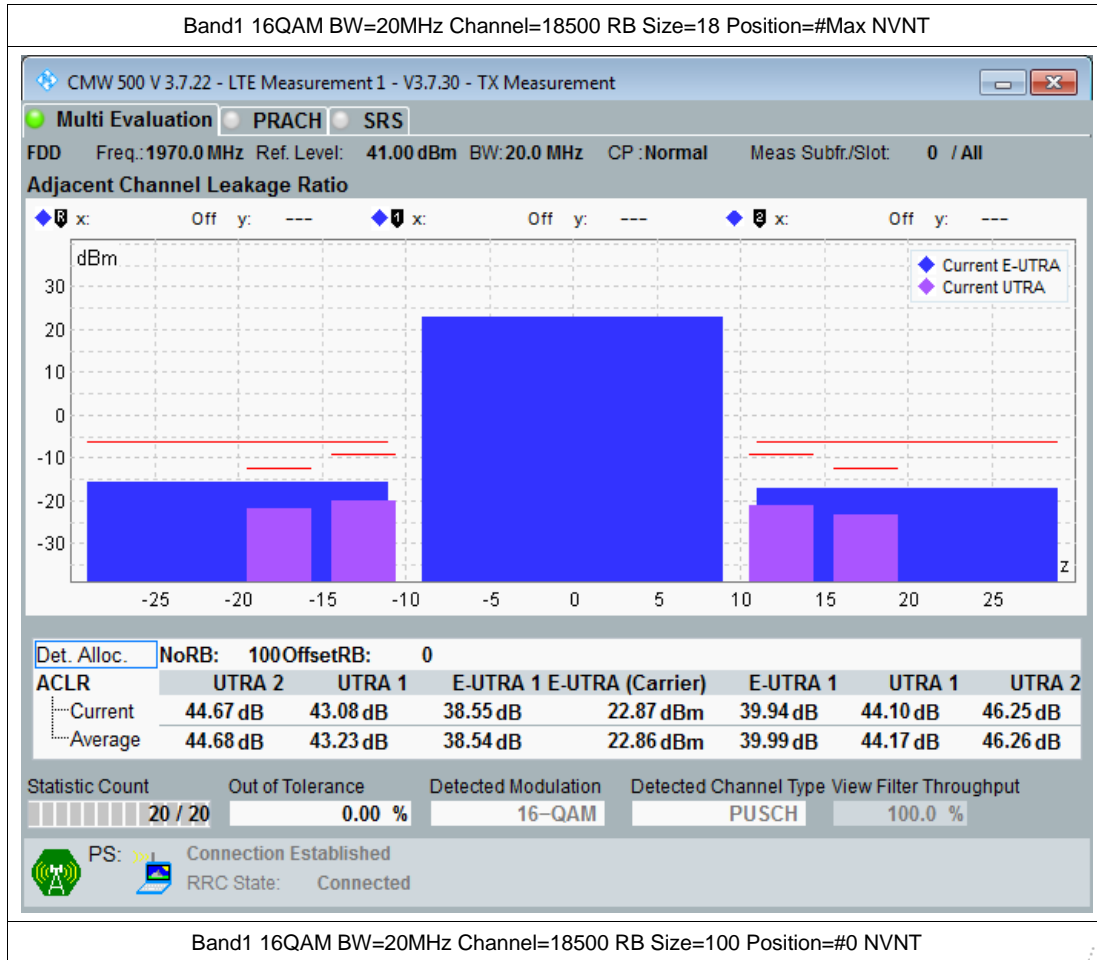 Band1 16QAM BW=20MHz Channel=18500 RB Size=18 Position=#Max NVNT
CMW 500 V 3.7.22 - LTE Measurement 1 - V3.7.30 - TX Measurement
Multi Evaluation PRACH SRS
FDD Freq.:1970.0 MHz Ref. Level: 41.00 dBm BW:20.0 MHz CP :Normal Meas Subfr./Slot: 0 / All
Adjacent Channel Leakage Ratio
R x: Off y: --- 1 x: Off y: --- 2 x: Off y: ---
dBm
Current E-UTRA
Current UTRA
30
20
10
0
-10
-20
-30
z
-25 -20 -15 -10 -5 0 5 10 15 20 25
Det. Alloc. NoRB: 100 OffsetRB: 0
ACLR UTRA 2 UTRA 1 E-UTRA 1 E-UTRA (Carrier) E-UTRA 1 UTRA 1 UTRA 2
Current 44.67 dB 43.08 dB 38.55 dB 22.87 dBm 39.94 dB 44.10 dB 46.25 dB
Average 44.68 dB 43.23 dB 38.54 dB 22.86 dBm 39.99 dB 44.17 dB 46.26 dB
Statistic Count Out of Tolerance Detected Modulation Detected Channel Type View Filter Throughput
20 / 20 0.00 % 16-QAM PUSCH 100.0 %
PS: Connection Established
RRC State: Connected
Band1 16QAM BW=20MHz Channel=18500 RB Size=100 Position=#0 NVNT